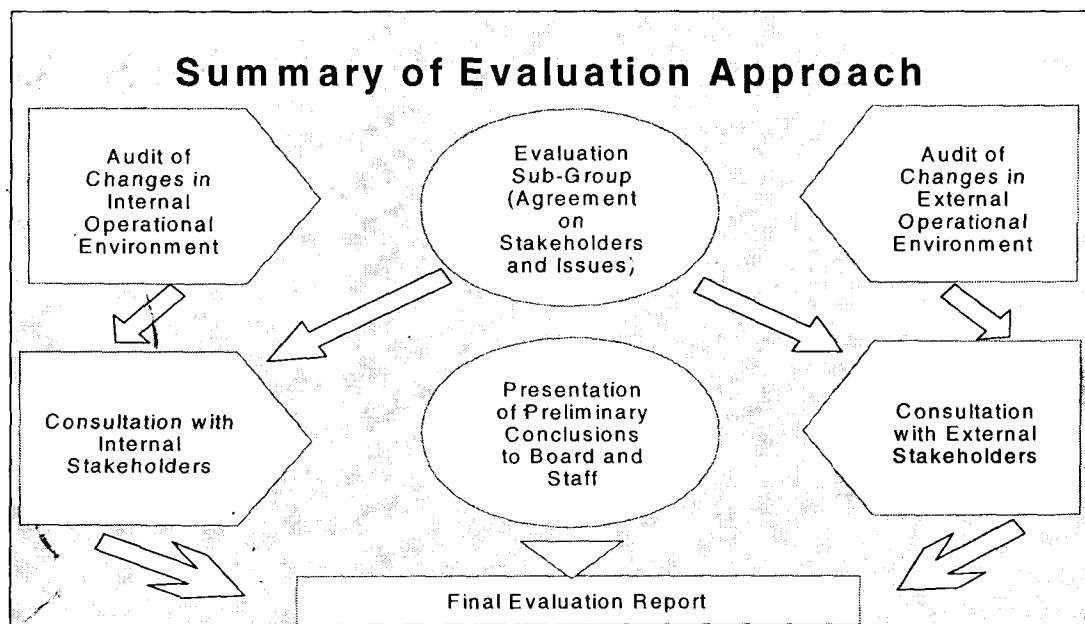 Summary of Evaluation Approach
Audit of
Changes in
Internal
Operational
Environment
Evaluation
Sub-Group
(Agreement
on
Stakeholders
and Issues)
Audit of
Changes in
External
Operational
Environment
Consultation with
Internal
Stakeholders
Presentation
of Preliminary
Conclusions
to Board and
Staff
Consultation
with External
Stakeholders
Final Evaluation Report